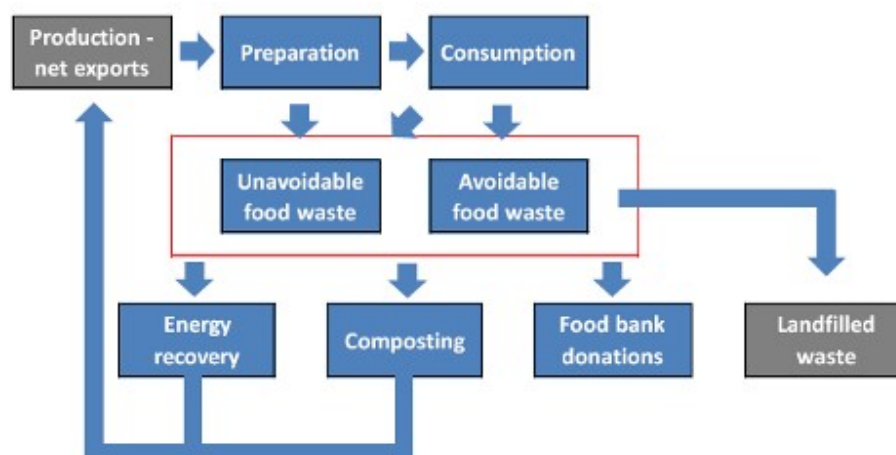 Production -
net exports
Preparation
Consumption
Unavoidable
food waste
Avoidable
food waste
Energy
recovery
Composting
Food bank
donations
Landfilled
waste